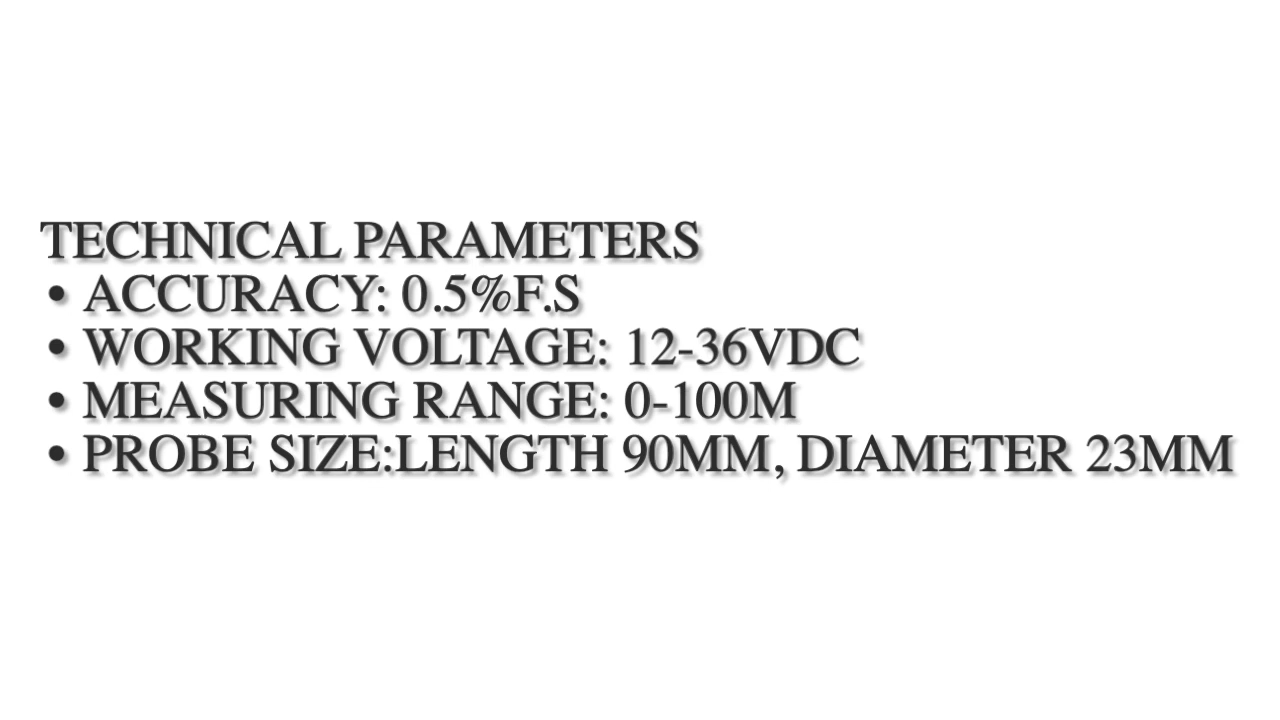 TECHNICAL PARAMETERS
• ACCURACY: 0.5%F.S
• WORKING VOLTAGE: 12-36VDC
• MEASURING RANGE: 0-100M
• PROBE SIZE:LENGTH 90MM, DIAMETER 23MM